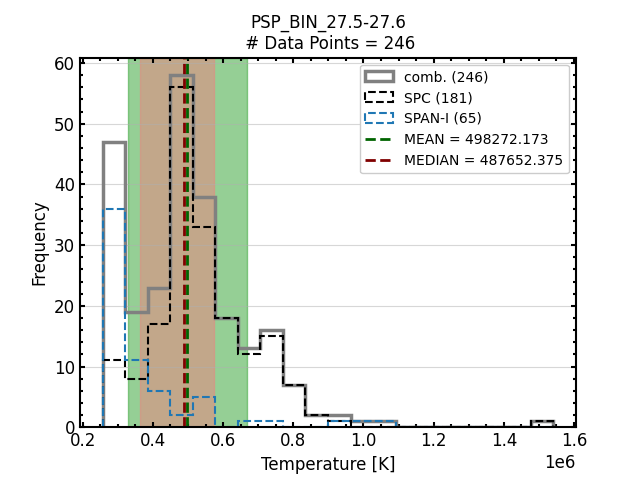 PSP_BIN_27.5-27.6
# Data Points = 246
60
50
40
30
20
10
0
Frequency
comb. (246)
SPC (181)
SPAN-I (65)
MEAN = 498272.173
MEDIAN = 487652.375
0.2 0.4 0.6 0.8 1.0 1.2 1.4 1.6
1e6
Temperature [K]